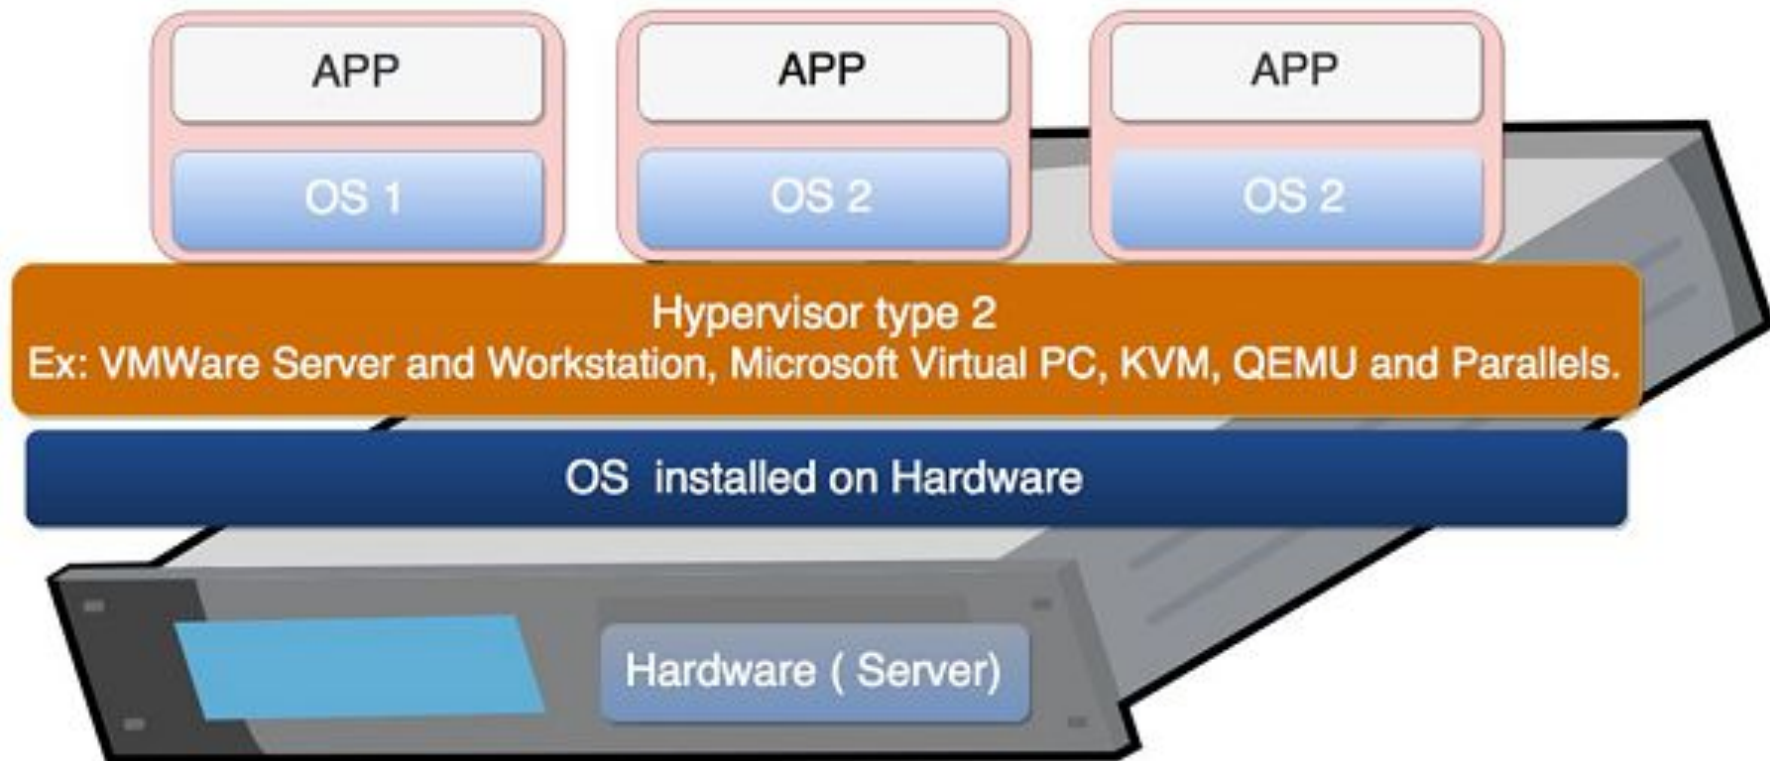 APP
APP
APP
OS 1
OS 2
OS 2
Hypervisor type 2
Ex: VMWare Server and Workstation, Microsoft Virtual PC, KVM, QEMU and Parallels.
OS installed on Hardware
Hardware ( Server)